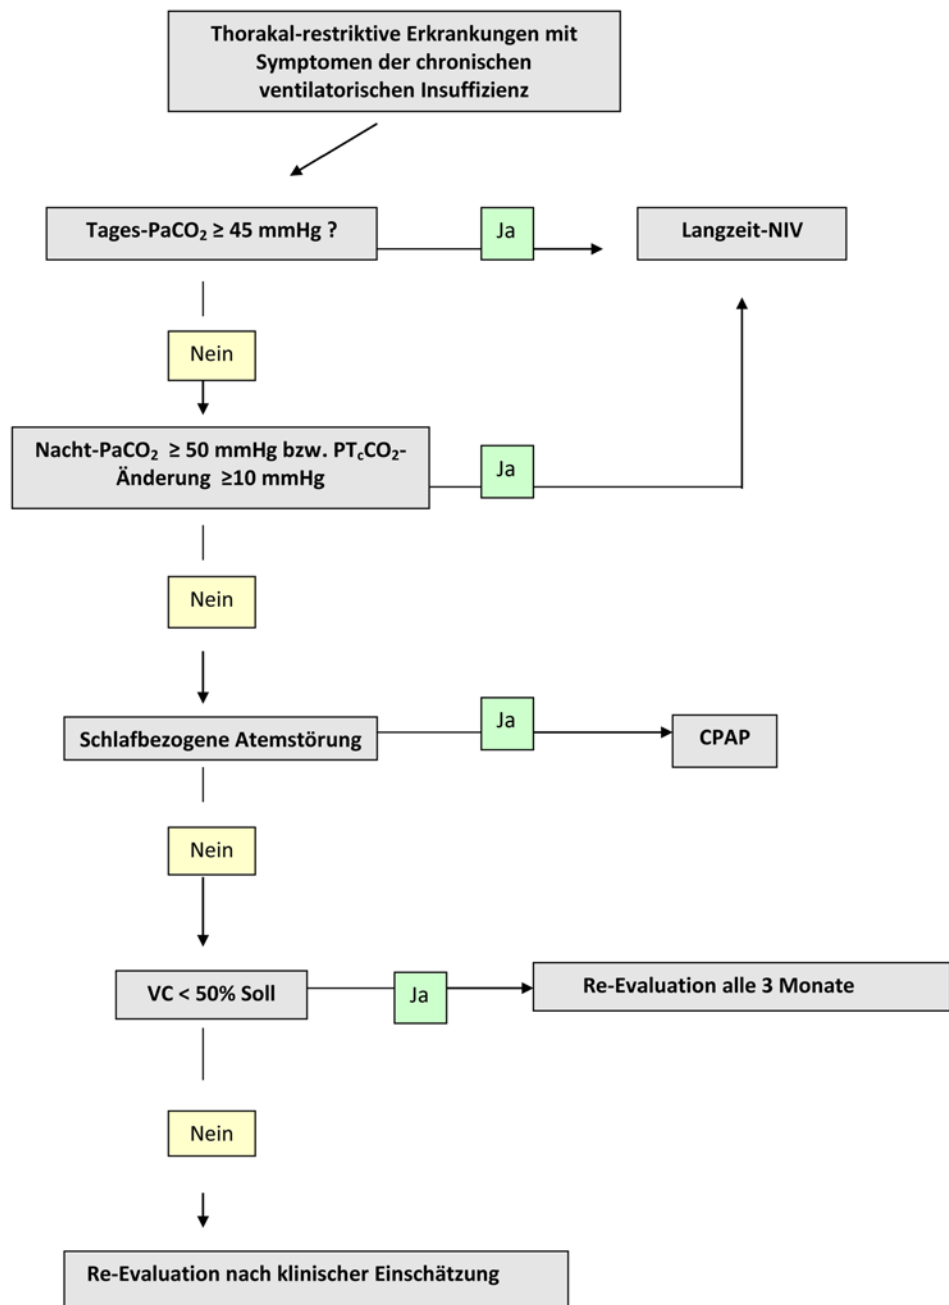 Thorakal-restriktive Erkrankungen mit
Symptomen der chronischen
ventilatorischen Insuffizienz
Tages-PaCO₂ ≥ 45 mmHg ?
Ja
Langzeit-NIV
Nein
Nacht-PaCO₂ ≥ 50 mmHg bzw. PTcCO₂-
Änderung ≥10 mmHg
Ja
Nein
Schlafbezogene Atemstörung
Ja
CPAP
Nein
VC < 50% Soll
Ja
Re-Evaluation alle 3 Monate
Nein
Re-Evaluation nach klinischer Einschätzung